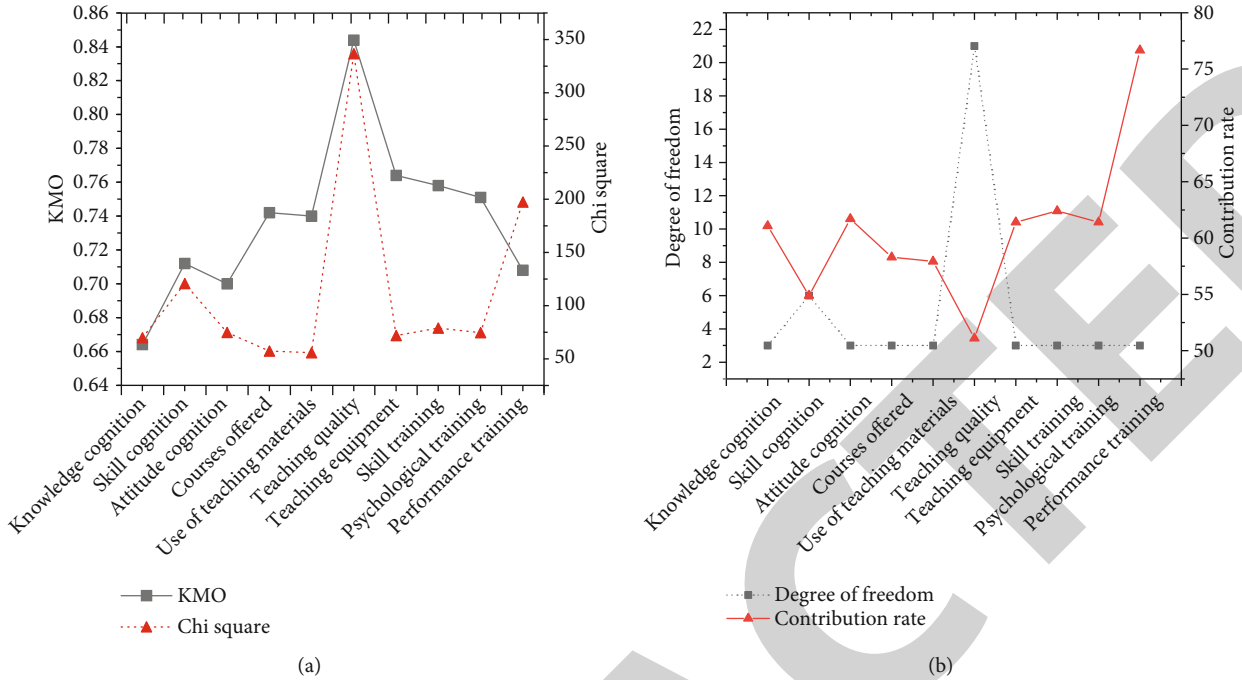 0.86
0.84
0.82
0.80
0.78
0.76
0.74
0.72
0.70
0.68
0.66
0.64
KMO
350
300
250
200
150
100
50
Chi square
Knowledge cognition
Skill cognition
Attitude cognition
Courses offered
Use of teaching materials
Teaching quality
Teaching equipment
Skill training
Psychological training
Performance training
KMO
Chi square
(a)
22
20
18
16
14
12
10
8
6
4
2
Degree of freedom
80
75
70
65
60
55
50
Contribution rate
Knowledge cognition
Skill cognition
Attitude cognition
Courses offered
Use of teaching materials
Teaching quality
Teaching equipment
Skill training
Psychological training
Performance training
Degree of freedom
Contribution rate
(b)